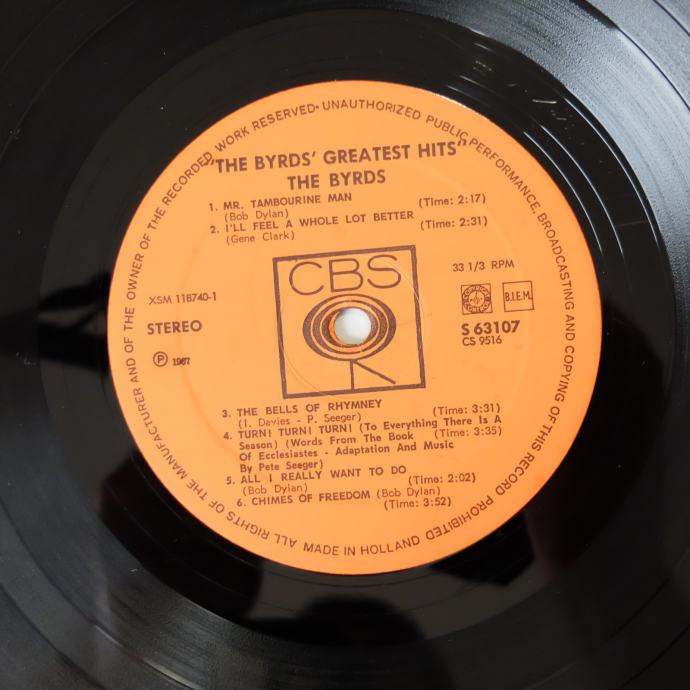 ALL RIGHTS OF THE MANUFACTURER AND OF THE OWNER OF THE RECORDED WORK RESERVED • UNAUTHORIZED PUBLIC PERFORMANCE BROADCASTING AND COPYING OF THIS RECORD PROHIBITED
"THE BYRDS' GREATEST HITS"
THE BYRDS
1. MR. TAMBOURINE MAN (Time: 2:17)
(Bob Dylan)
2. I'LL FEEL A WHOLE LOT BETTER (Time: 2:31)
(Gene Clark)
CBS
33 1/3 RPM
XSM 118740-1
B.I.E.M.
STEREO
S 63107
CS 9516
Ⓟ 1967
3. THE BELLS OF RHYMNEY (Time: 3:31)
(I. Davies - P. Seeger)
4. TURN! TURN! TURN! (To Everything There Is A
Season) (Words From The Book (Time: 3:35)
Of Ecclesiastes - Adaptation And Music
By Pete Seeger)
5. ALL I REALLY WANT TO DO (Time: 2:02)
(Bob Dylan)
6. CHIMES OF FREEDOM (Bob Dylan)
(Time: 3:52)
MADE IN HOLLAND